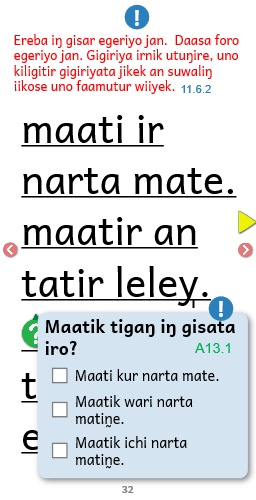 !
Ereba iŋ gisar egeriyo jan. Daasa foro
egeriyo jan. Gigiriya irnik utuŋire, uno
kiligitir gigiriyata jikek an suwaliŋ
iikose uno faamutur wiiyek. 11.6.2
maati ir
narta mate.
maatir an
tatir leley.
!
?
Maatik tigaŋ iŋ gisata
iro?
A13.1
Maati kur narta mate.
Maatik wari narta
matiŋe.
Maatik ichi narta
matiŋe.
t
e
32